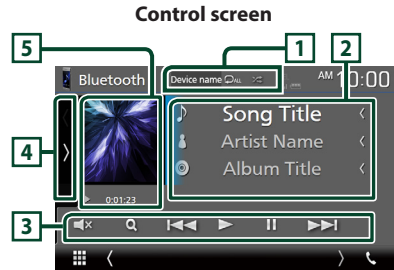 Control screen
5
1
2
Bluetooth
Device name ALL
AM 10:00
Song Title
Artist Name
Album Title
4
0:01:23
3